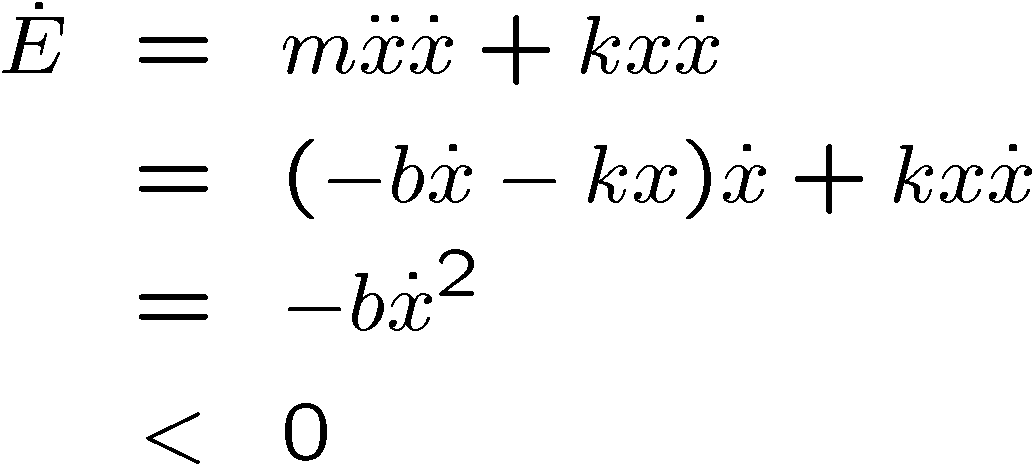 Ė = mẍẋ + kxẋ
= (−bẋ − kx)ẋ + kxẋ
= −bẋ²
< 0